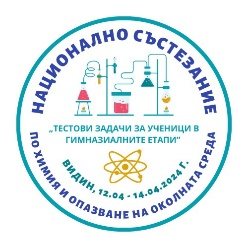 НАЦИОНАЛНО СЪСТЕЗАНИЕ
„ТЕСТОВИ ЗАДАЧИ ЗА УЧЕНИЦИ В
ГИМНАЗИАЛНИТЕ ЕТАПИ“
ВИДИН, 12.04 - 14.04.2024 Г.
ПО ХИМИЯ И ОПАЗВАНЕ НА ОКОЛНАТА СРЕДА